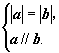 |a| = |b|,
a // b.